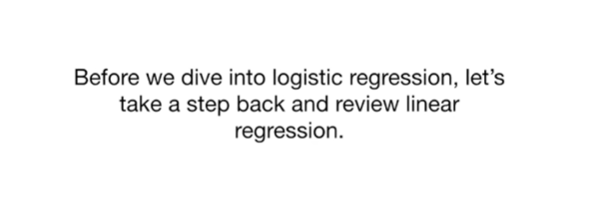 Before we dive into logistic regression, let's
take a step back and review linear
regression.